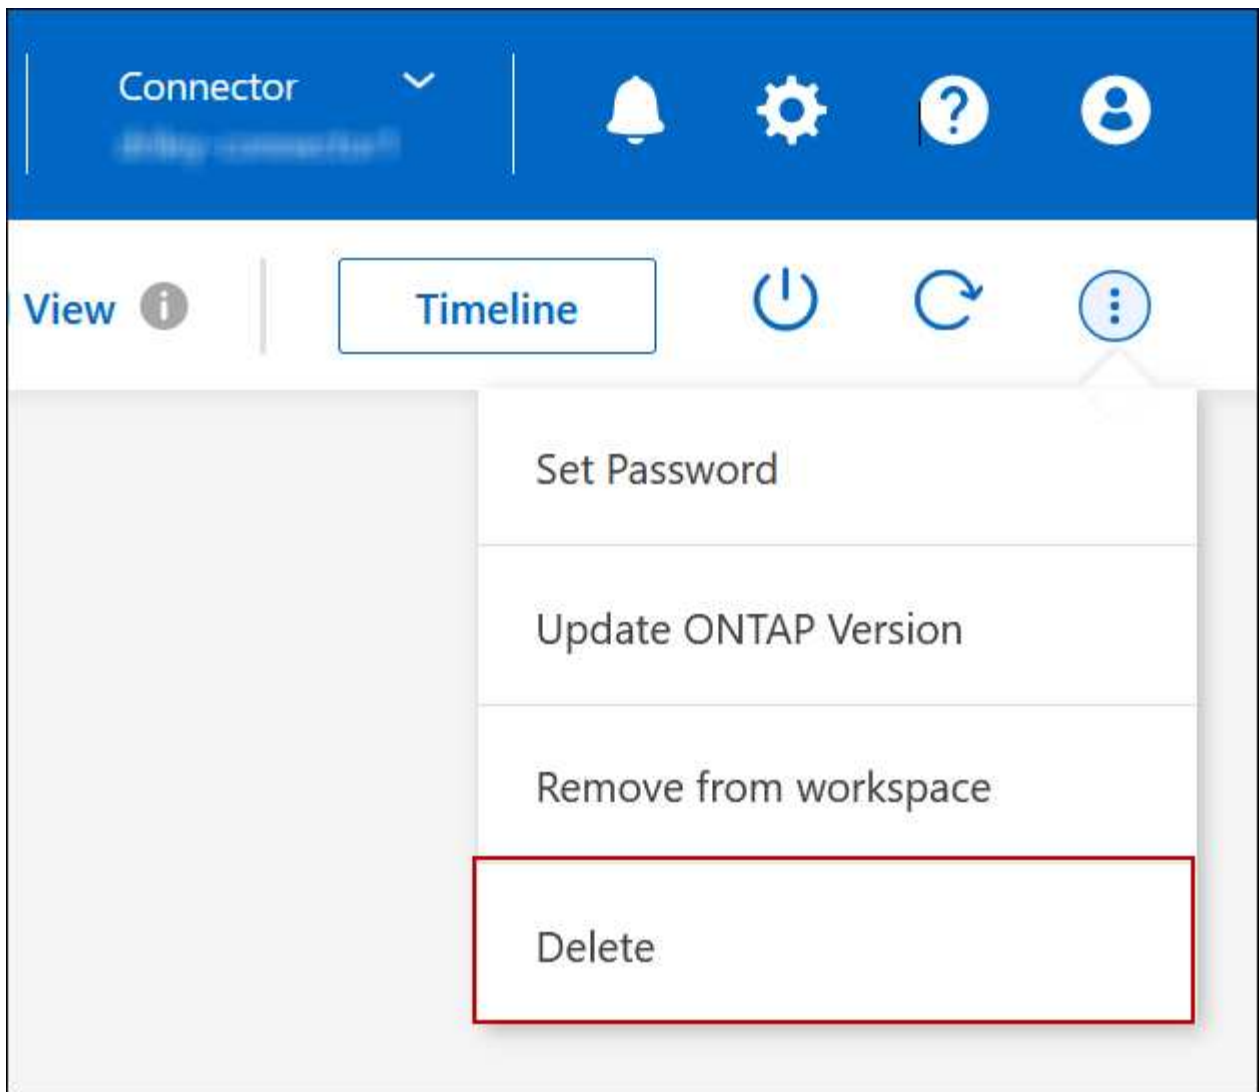 Connector
View
Timeline
Set Password
Update ONTAP Version
Remove from workspace
Delete